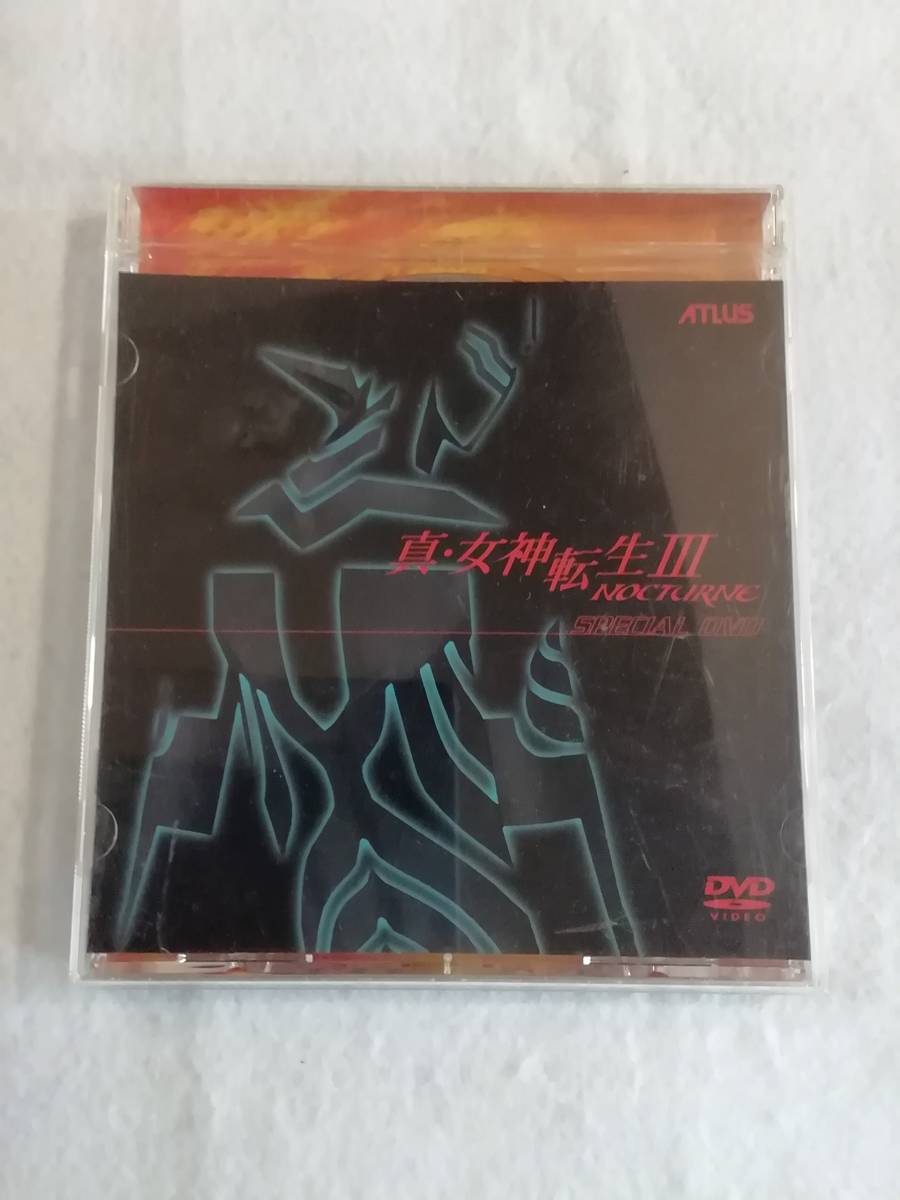 ATLUS
真・女神転生III
NOCTURNE
SPECIAL DVD
DVD
VIDEO